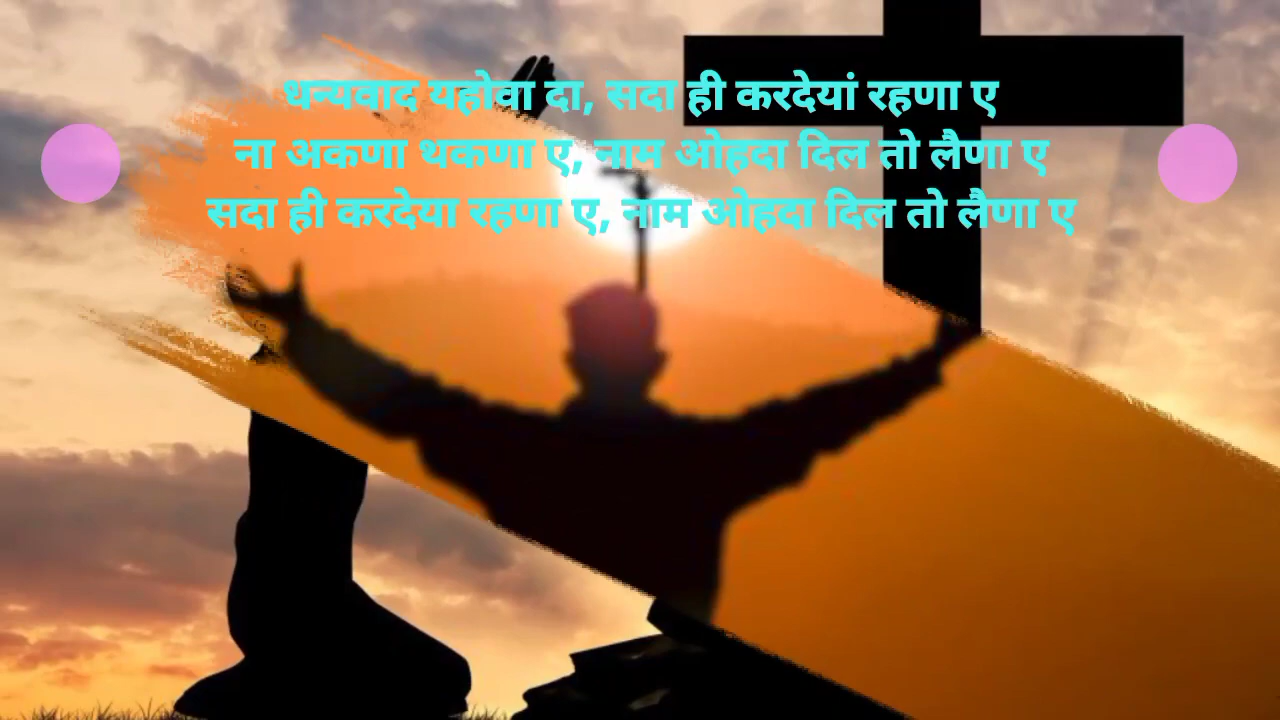 धन्यवाद यहोवा दा, सदा ही करदेयां रहणा ए
ना अकणा थकणा ए, नाम ओहदा दिल तो लैणा ए
सदा ही करदेया रहणा ए, नाम ओहदा दिल तो लैणा ए